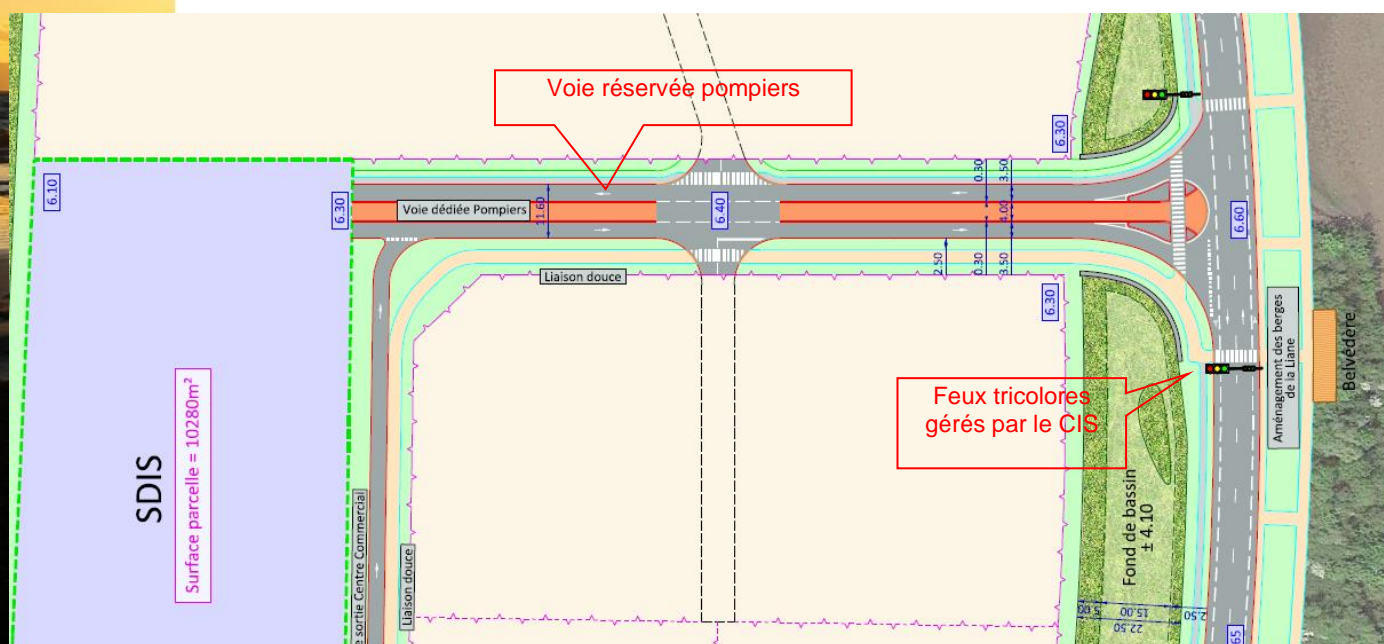 Voie réservée pompiers
6.30
6.10
6.30
Voie dédiée Pompiers
11.60
6.40
0.30
3.50
4.00
2.50
0.30
3.50
6.60
Liaison douce
6.30
Aménagement des berges
de la Liane
Belvédère
Feux tricolores
gérés par le CIS
SDIS
Surface parcelle = 10280m²
sortie Centre Commercial
Liaison douce
Fond de bassin
± 4.10
5.00
15.00
2.50
22.50
65